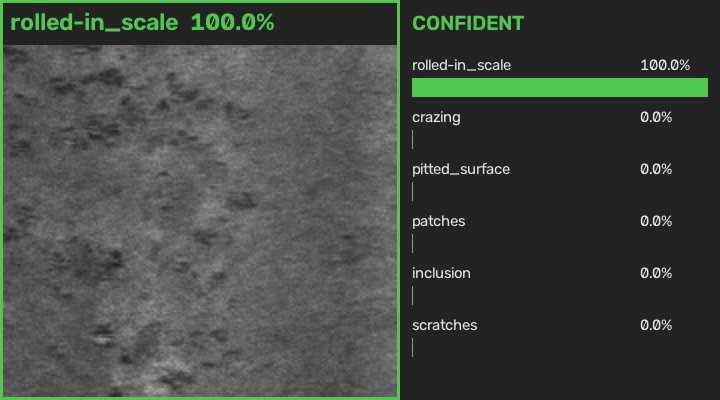 rolled-in_scale 100.0%
CONFIDENT
rolled-in_scale 100.0%
crazing 0.0%
pitted_surface 0.0%
patches 0.0%
inclusion 0.0%
scratches 0.0%